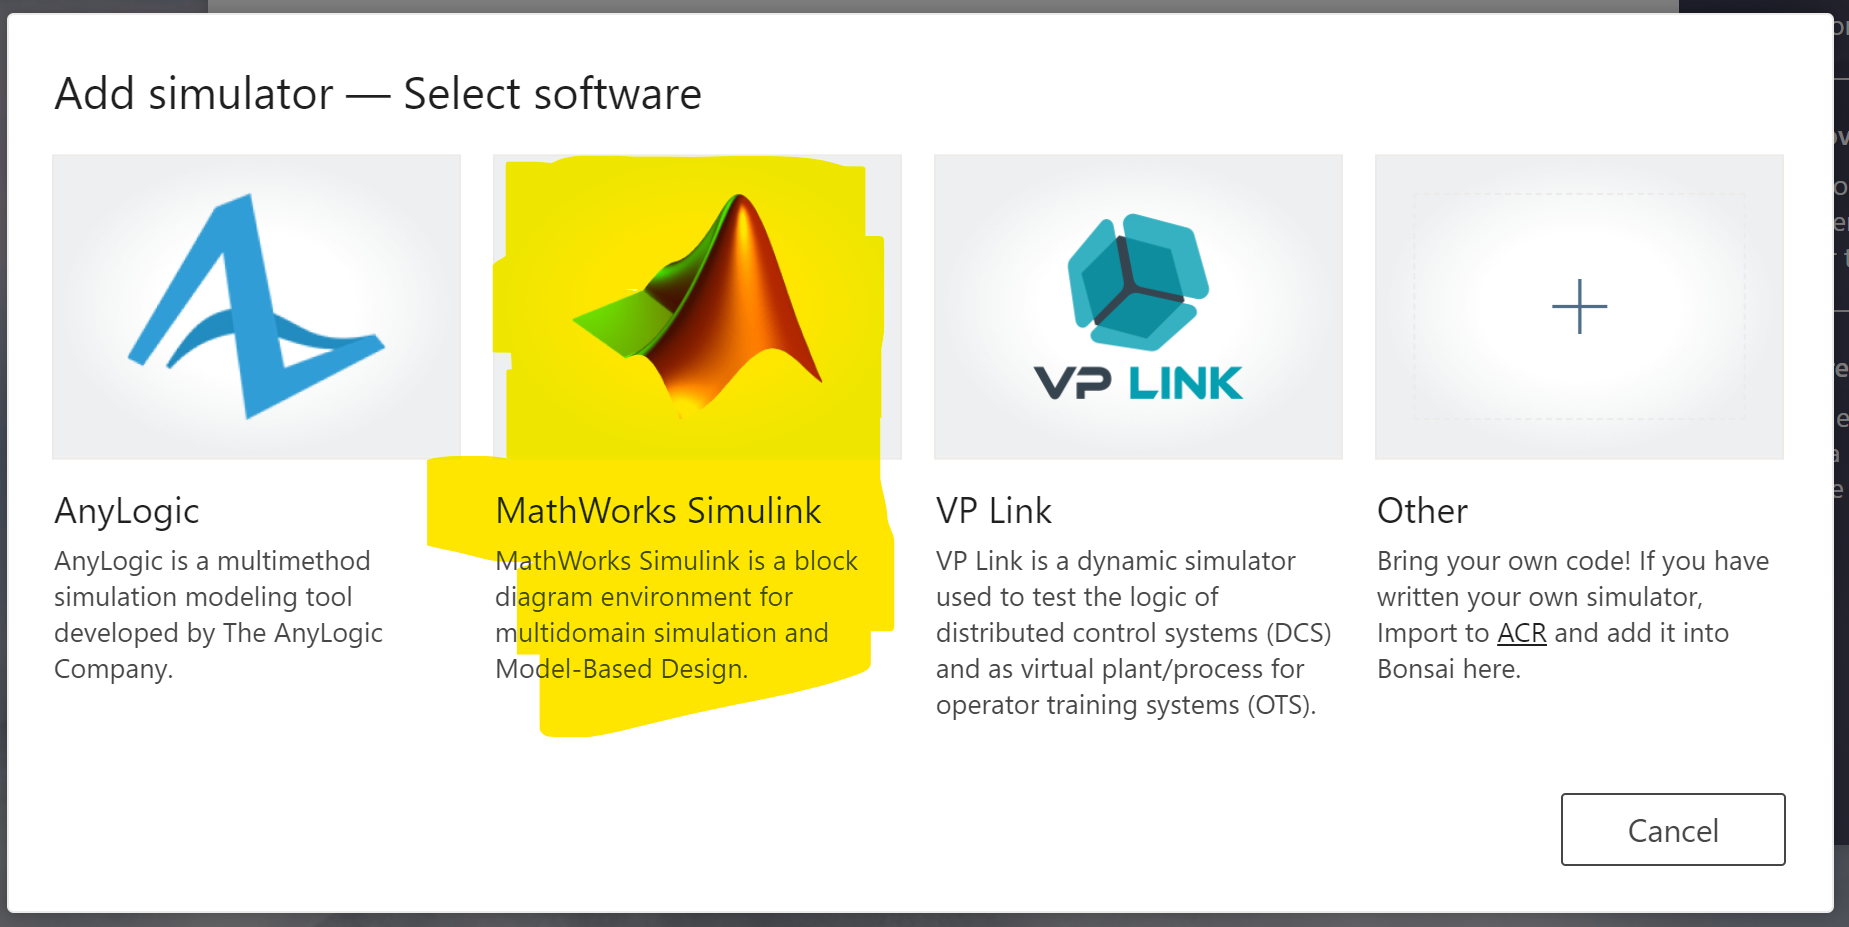 Add simulator — Select software
VP LINK
AnyLogic
AnyLogic is a multimethod
simulation modeling tool
developed by The AnyLogic
Company.
MathWorks Simulink
MathWorks Simulink is a block
diagram environment for
multidomain simulation and
Model-Based Design.
VP Link
VP Link is a dynamic simulator
used to test the logic of
distributed control systems (DCS)
and as virtual plant/process for
operator training systems (OTS).
Other
Bring your own code! If you have
written your own simulator,
Import to ACR and add it into
Bonsai here.
Cancel